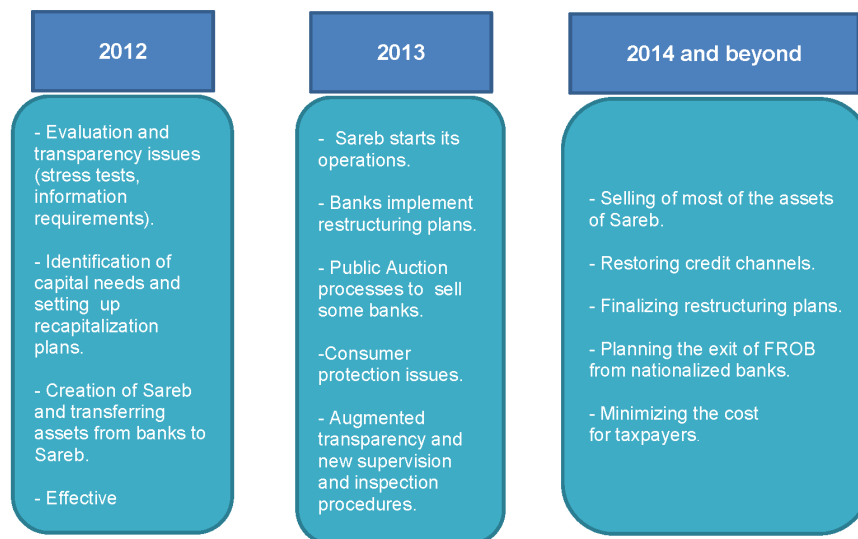 2012
- Evaluation and
transparency issues
(stress tests,
information
requirements).
- Identification of
capital needs and
setting up
recapitalization
plans.
- Creation of Sareb
and transferring
assets from banks to
Sareb.
- Effective
2013
- Sareb starts its
operations.
- Banks implement
restructuring plans.
- Public Auction
processes to sell
some banks.
-Consumer
protection issues.
- Augmented
transparency and
new supervision
and inspection
procedures.
2014 and beyond
- Selling of most of the assets
of Sareb.
- Restoring credit channels.
- Finalizing restructuring plans.
- Planning the exit of FROB
from nationalized banks.
- Minimizing the cost
for taxpayers.